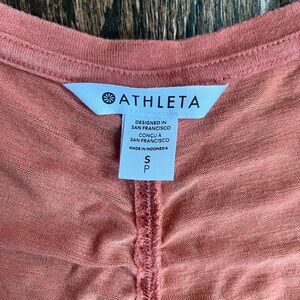 ATHLETA
DESIGNED IN
SAN FRANCISCO
CONÇU À
SAN FRANCISCO
MADE IN INDONESIA
S
P